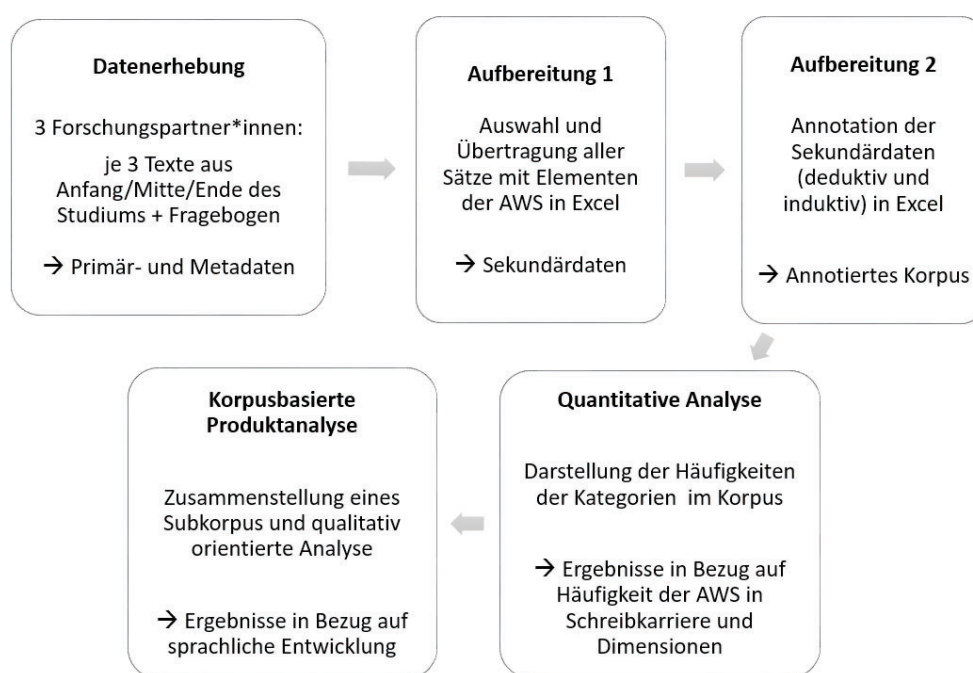 Datenerhebung
3 Forschungspartner*innen:
je 3 Texte aus
Anfang/Mitte/Ende des
Studiums + Fragebogen
→ Primär- und Metadaten
Aufbereitung 1
Auswahl und
Übertragung aller
Sätze mit Elementen
der AWS in Excel
→ Sekundärdaten
Aufbereitung 2
Annotation der
Sekundärdaten
(deduktiv und
induktiv) in Excel
→ Annotiertes Korpus
Quantitative Analyse
Darstellung der Häufigkeiten
der Kategorien im Korpus
→ Ergebnisse in Bezug auf
Häufigkeit der AWS in
Schreibkarriere und
Dimensionen
Korpusbasierte
Produktanalyse
Zusammenstellung eines
Subkorpus und qualitativ
orientierte Analyse
→ Ergebnisse in Bezug auf
sprachliche Entwicklung